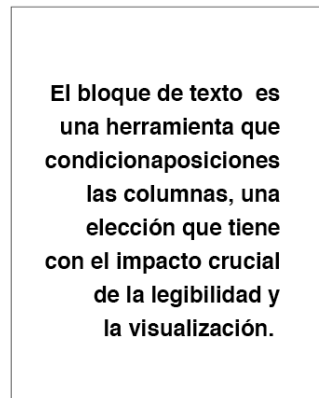 El bloque de texto  es
una herramienta que
condicionaposiciones
las columnas, una
elección que tiene
con el impacto crucial
de la legibilidad y
la visualización.